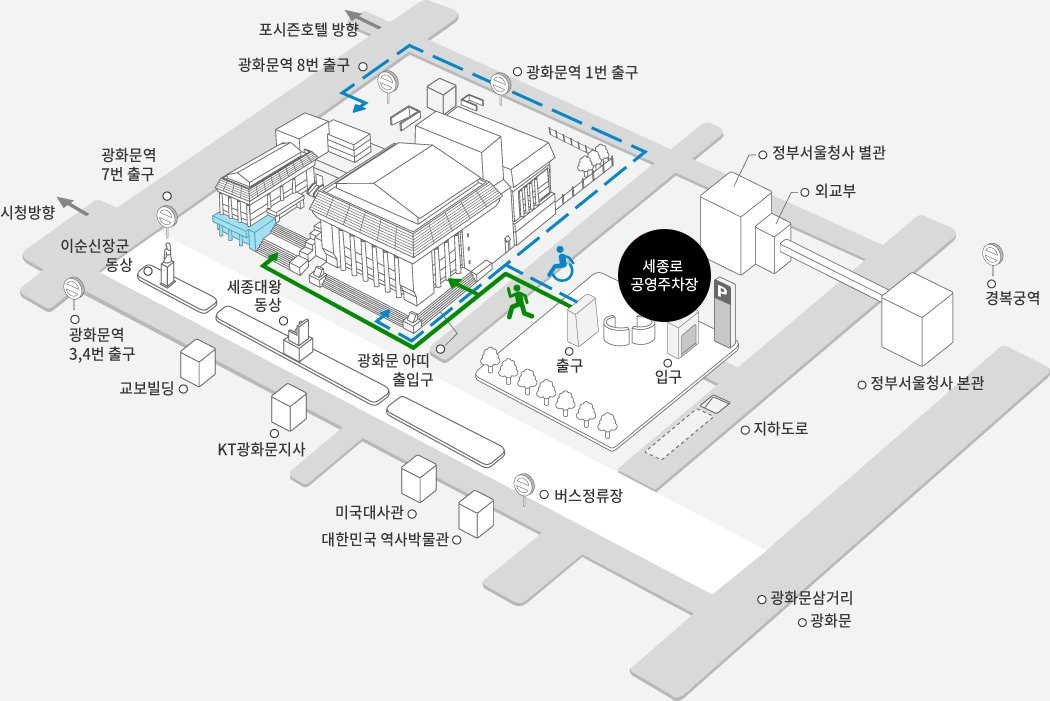 포시즌호텔 방향
광화문역 8번 출구
광화문역 1번 출구
광화문역
7번 출구
정부서울청사 별관
외교부
시청방향
이순신장군
동상
세종로
공영주차장
P
경복궁역
세종대왕
동상
광화문역
3,4번 출구
광화문 아띠
출입구
출구
입구
정부서울청사 본관
교보빌딩
지하도로
KT광화문지사
버스정류장
미국대사관
대한민국 역사박물관
광화문삼거리
광화문